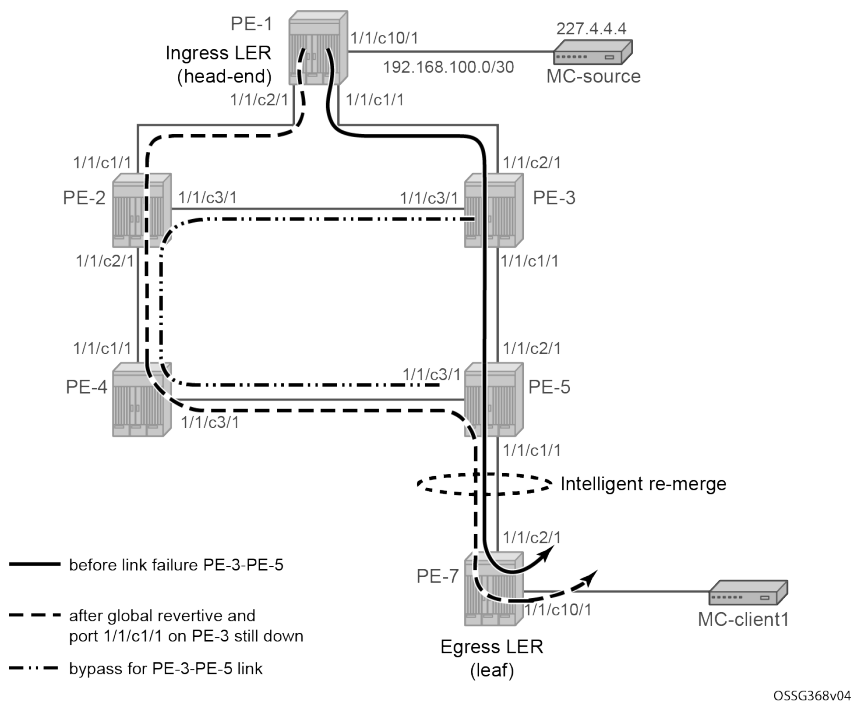 PE-1
227.4.4.4
1/1/c10/1
Ingress LER
(head-end)
192.168.100.0/30
MC-source
1/1/c2/1
1/1/c1/1
1/1/c1/1
1/1/c2/1
PE-2
1/1/c3/1
1/1/c3/1
PE-3
1/1/c2/1
1/1/c1/1
1/1/c1/1
1/1/c2/1
1/1/c3/1
PE-4
PE-5
1/1/c3/1
1/1/c1/1
Intelligent re-merge
1/1/c2/1
before link failure PE-3-PE-5
PE-7
after global revertive and
port 1/1/c1/1 on PE-3 still down
1/1/c10/1
MC-client1
Egress LER
(leaf)
bypass for PE-3-PE-5 link
OSSG368v04